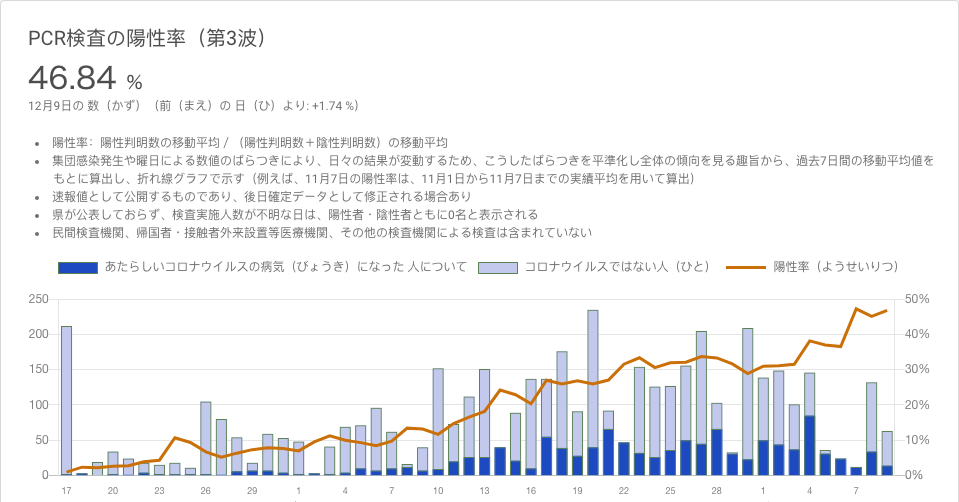 PCR検査の陽性率（第3波）
46.84 %
12月9日の 数（かず）（前（まえ）の 日（ひ）より: +1.74 %）
• 陽性率：陽性判明数の移動平均 / （陽性判明数＋陰性判明数）の移動平均
• 集団感染発生や曜日による数値のばらつきにより、日々の結果が変動するため、こうしたばらつきを平準化し全体の傾向を見る趣旨から、過去7日間の移動平均値を
もとに算出し、折れ線グラフで示す（例えば、11月7日の陽性率は、11月1日から11月7日までの実績平均を用いて算出）
• 速報値として公開するものであり、後日確定データとして修正される場合あり
• 県が公表しておらず、検査実施人数が不明な日は、陽性者・陰性者ともに0名と表示される
• 民間検査機関、帰国者・接触者外来設置等医療機関、その他の検査機関による検査は含まれていない
あたらしいコロナウイルスの病気（びょうき）になった 人について コロナウイルスではない人（ひと） 陽性率（ようせいりつ）
250 50%
200 40%
150 30%
100 20%
50 10%
0 0%
17 20 23 26 29 1 4 7 10 13 16 19 22 25 28 1 4 7